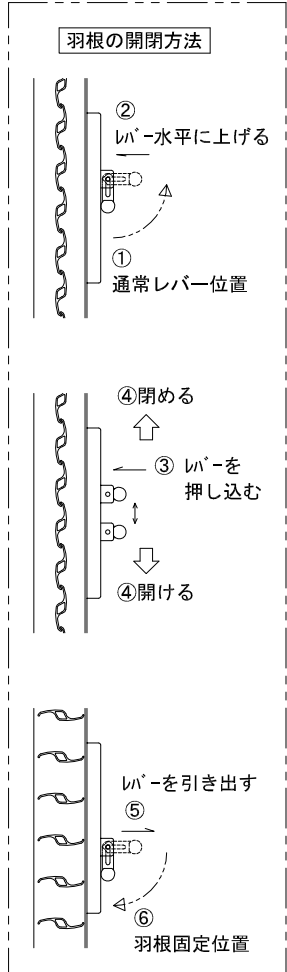 羽根の開閉方法
②
ﾚﾊﾞｰ水平に上げる
①
通常レバー位置
④閉める
③ ﾚﾊﾞｰを
押し込む
④開ける
ﾚﾊﾞｰを引き出す
⑤
⑥
羽根固定位置